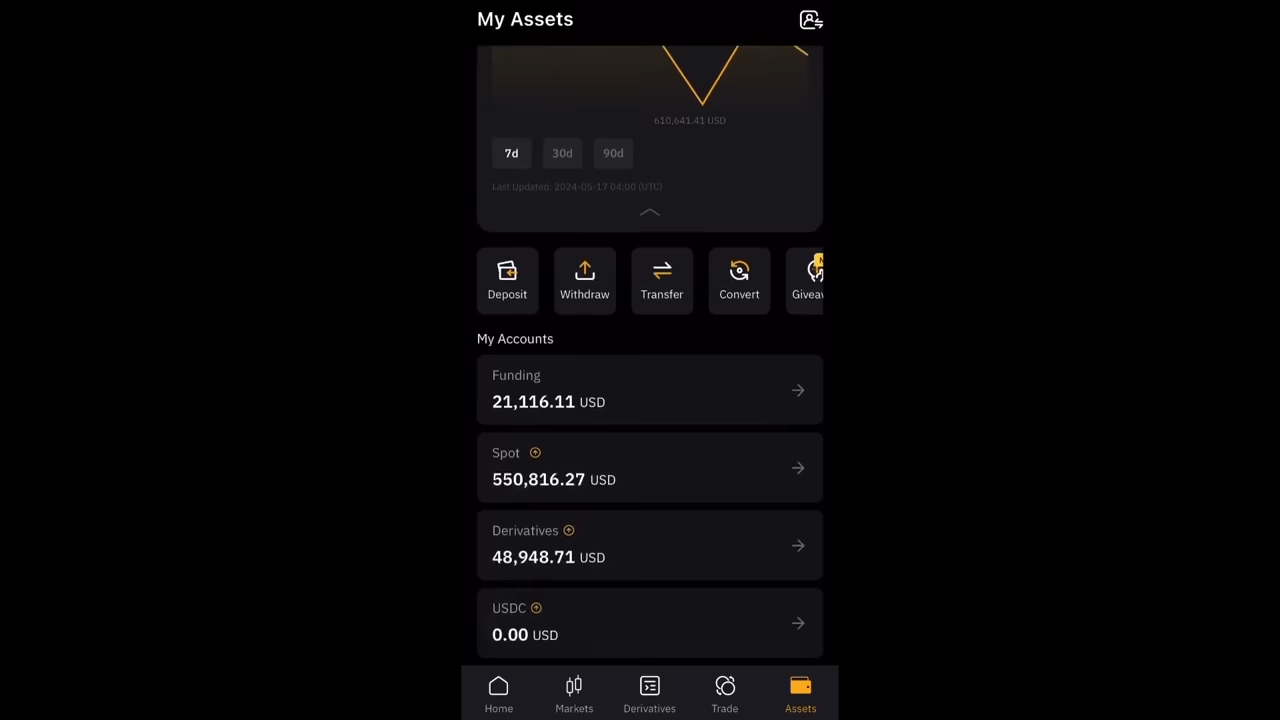 My Assets
610,641.41 USD
7d 30d 90d
Last Updated: 2024-05-17 04:00 (UTC)
Deposit Withdraw Transfer Convert Giveaw
My Accounts
Funding
21,116.11 USD
Spot
550,816.27 USD
Derivatives
48,948.71 USD
USDC
0.00 USD
Home Markets Derivatives Trade Assets